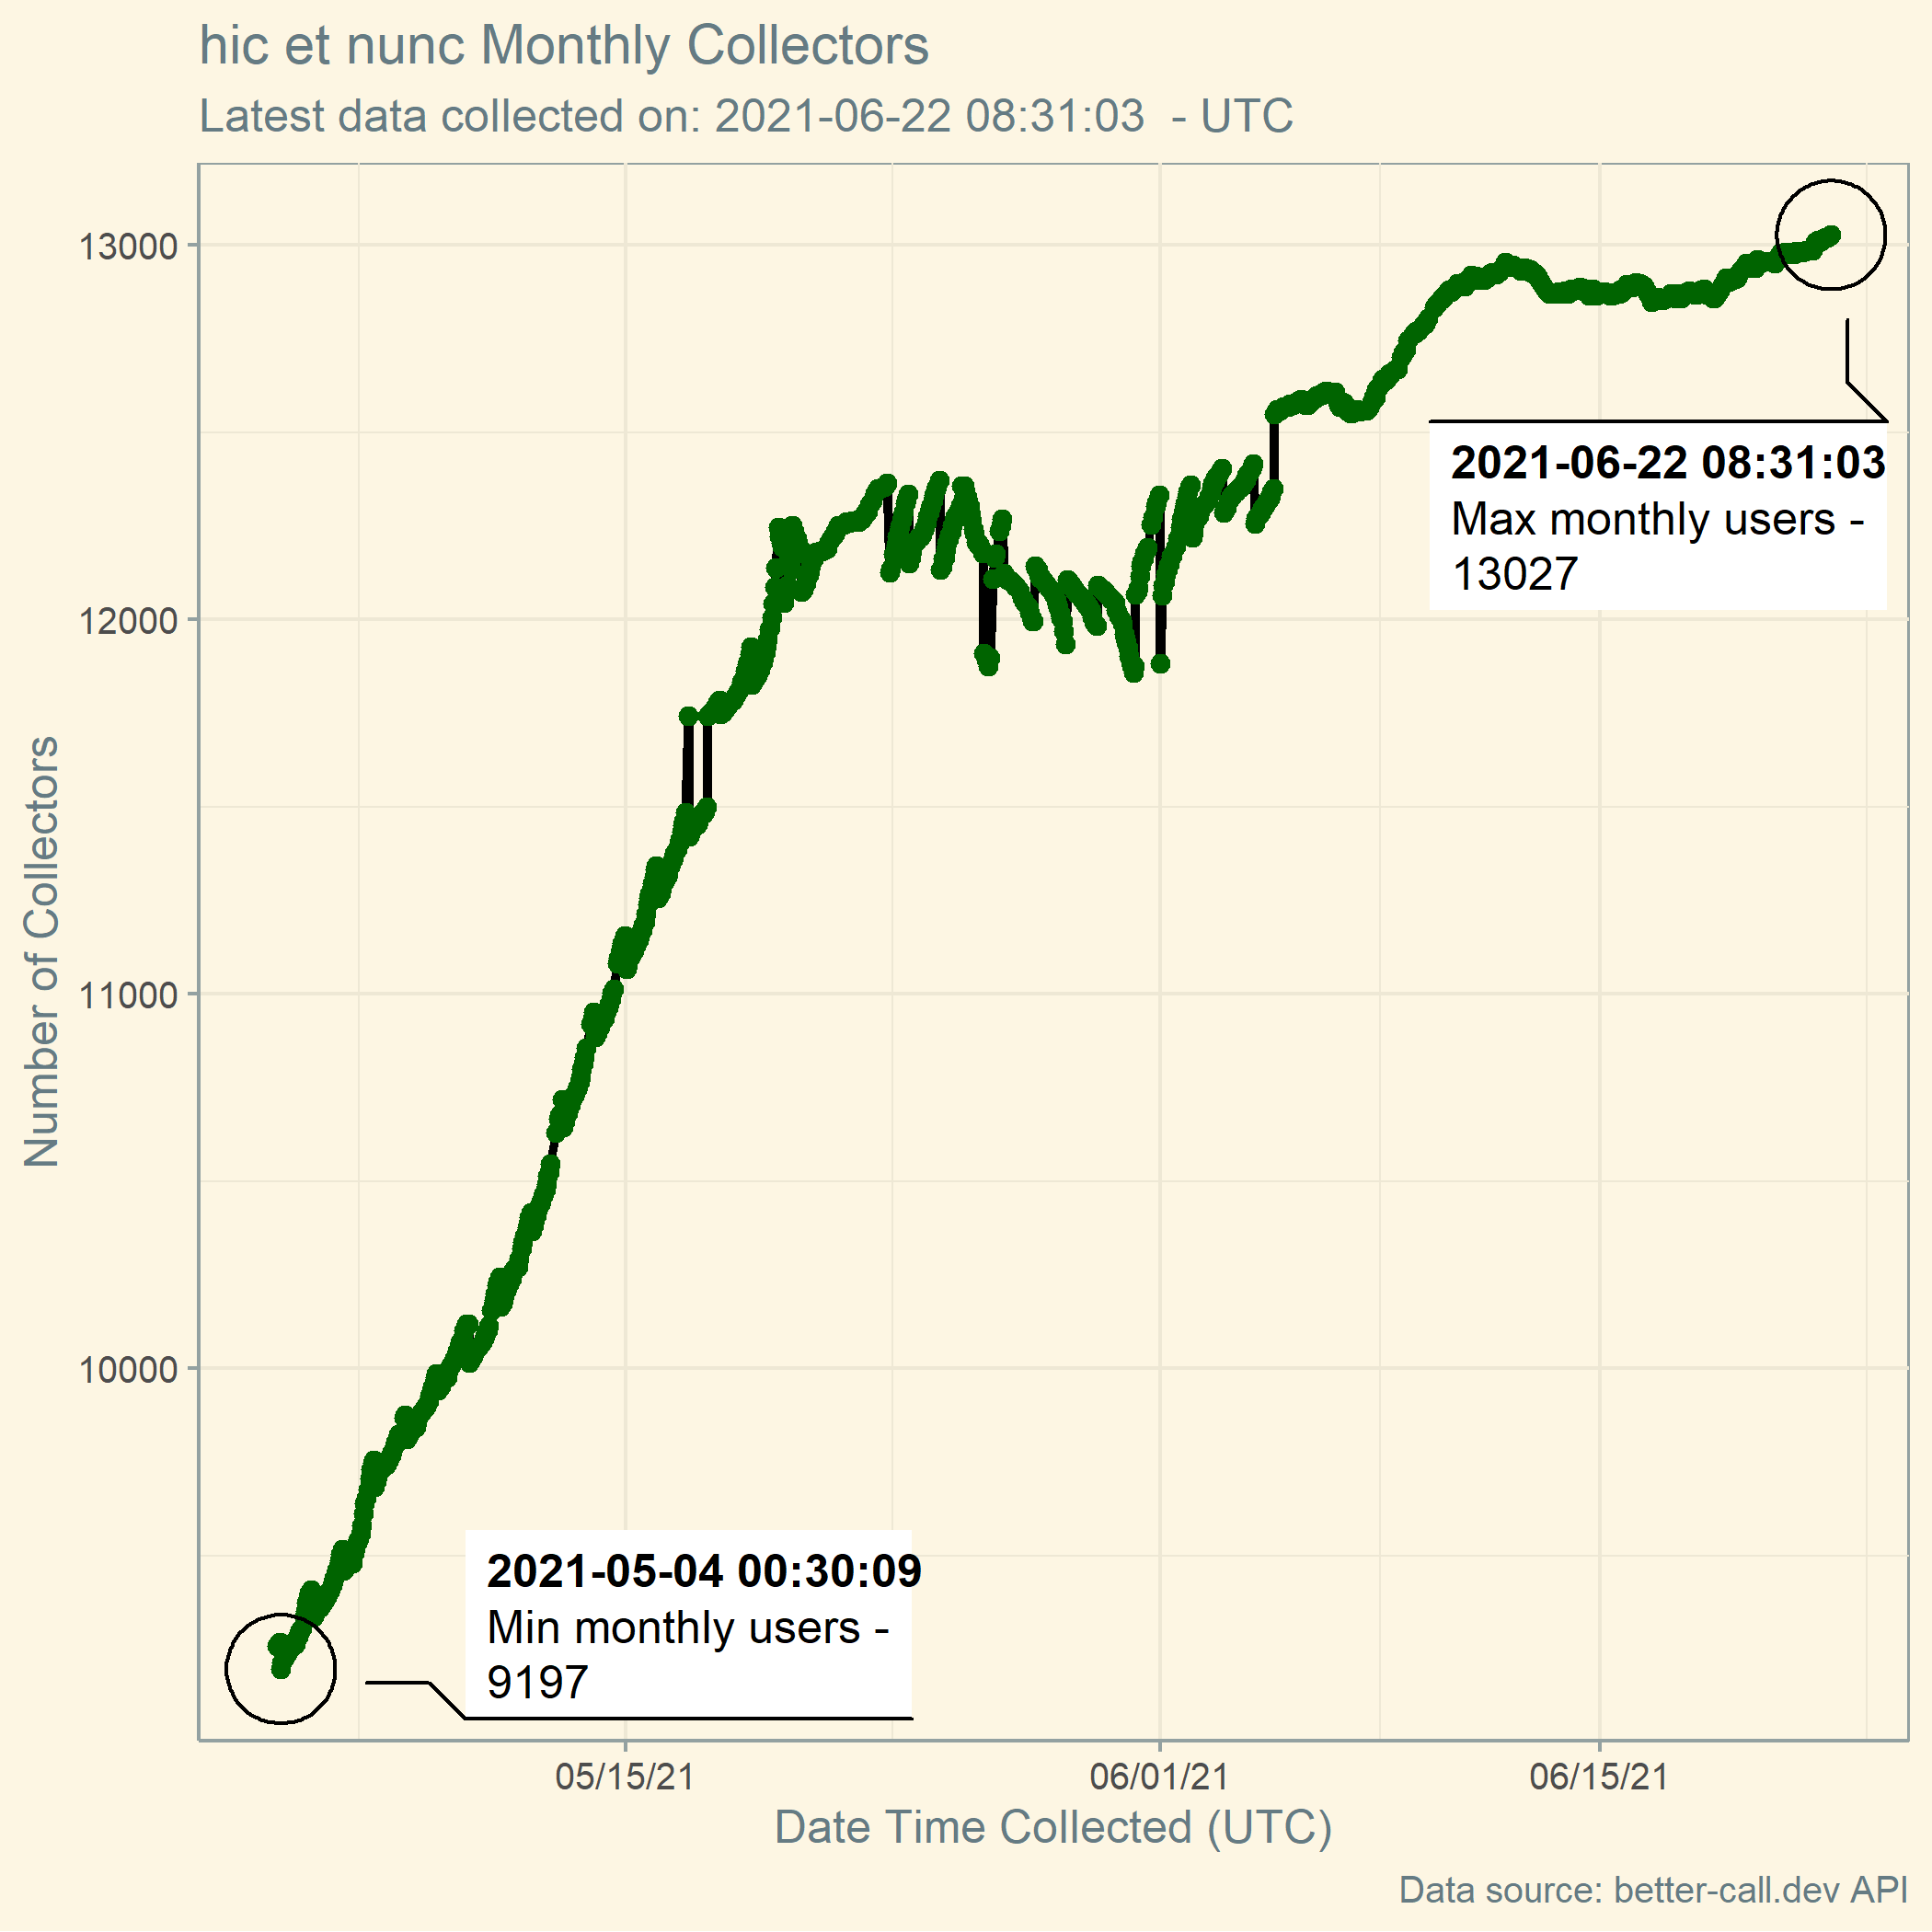 hic et nunc Monthly Collectors
Latest data collected on: 2021-06-22 08:31:03  - UTC
13000
12000
11000
10000
Number of Collectors
2021-06-22 08:31:03
Max monthly users -
13027
2021-05-04 00:30:09
Min monthly users -
9197
05/15/21
06/01/21
06/15/21
Date Time Collected (UTC)
Data source: better-call.dev API